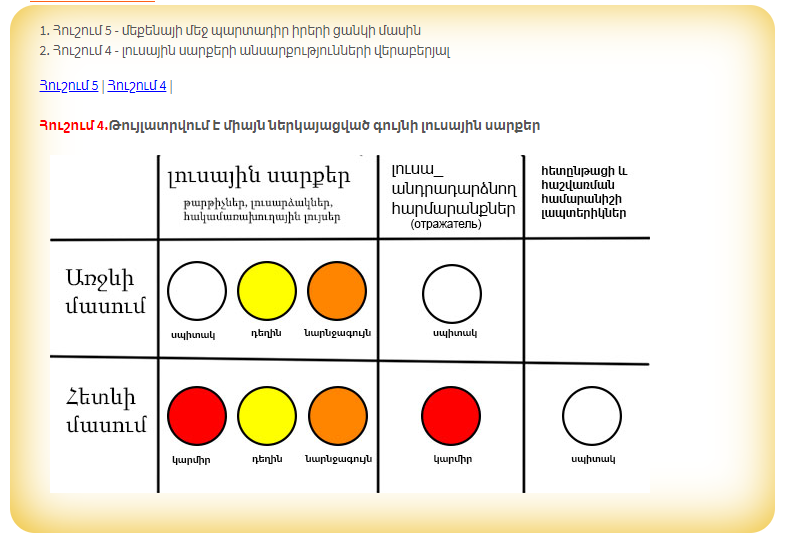 1. Հուշում 5 - մեքենայի մեջ պարտադիր իրերի ցանկի մասին
2. Հուշում 4 - լուսային սարքերի անսարքությունների վերաբերյալ
Հուշում 5 | Հուշում 4 |
Հուշում 4.Թույլատրվում է միայն ներկայացված գույնի լուսային սարքեր
լուսային սարքեր
թարթիչներ, լուսարձակներ,
հակամառախուղային լույսեր
լուսա_
անդրադարձնող
հարմարանքներ
(отражатель)
հետընթացի և
հաշվառման
համարանիշի
լապտերիկներ
Առջևի
մասում
սպիտակ
դեղին
նարնջագույն
սպիտակ
Հետևի
մասում
կարմիր
դեղին
նարնջագույն
կարմիր
սպիտակ